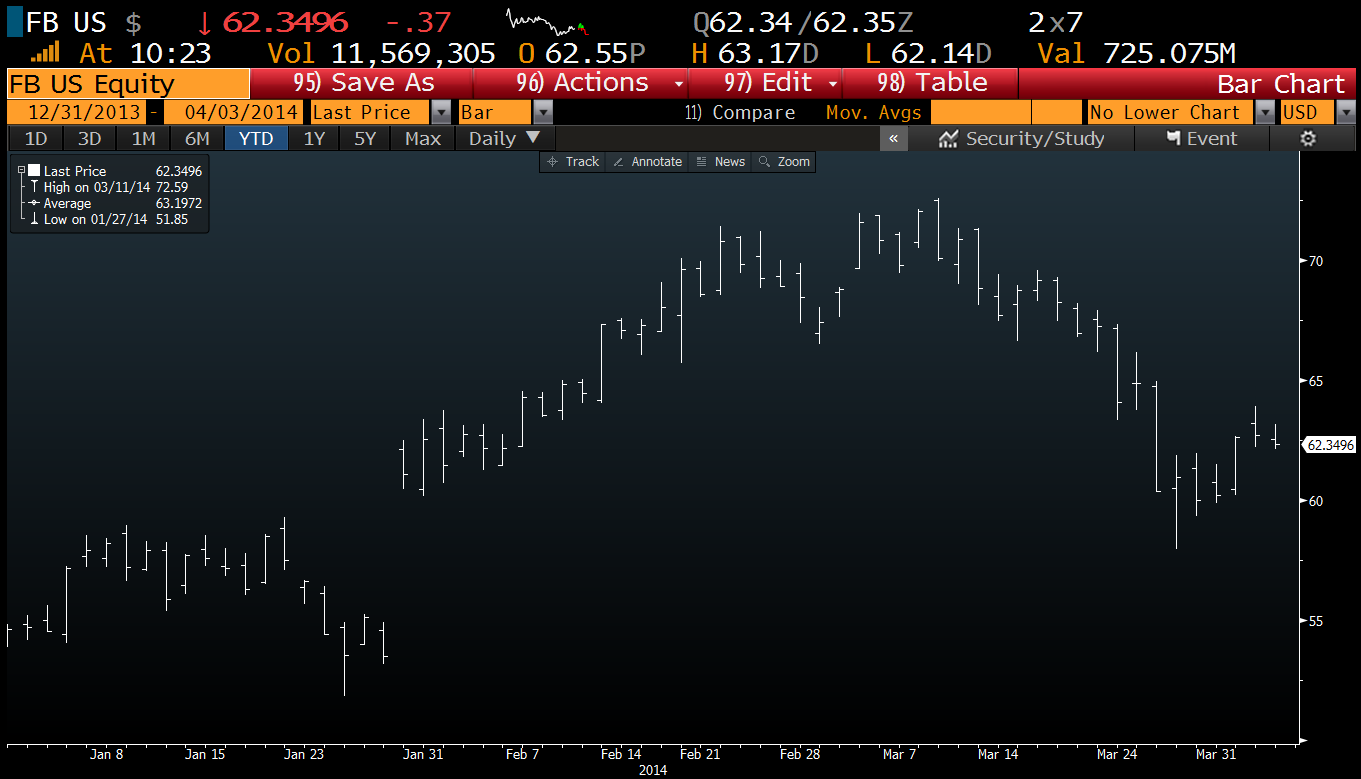 FB US $ ↓ 62.3496 -.37 Q62.34/62.35Z 2x7
At 10:23 Vol 11,569,305 O 62.55P H 63.17D L 62.14D Val 725.075M
FB US Equity 95) Save As 96) Actions 97) Edit 98) Table Bar Chart
12/31/2013 - 04/03/2014 Last Price Bar 11) Compare Mov. Avgs No Lower Chart USD
1D 3D 1M 6M YTD 1Y 5Y Max Daily ▼ « Security/Study Event
Track Annotate News Zoom
Last Price 62.3496
High on 03/11/14 72.59
Average 63.1972
Low on 01/27/14 51.85
70
65
62.3496
60
55
Jan 8 Jan 15 Jan 23 Jan 31 Feb 7 Feb 14 Feb 21 Feb 28 Mar 7 Mar 14 Mar 24 Mar 31
2014